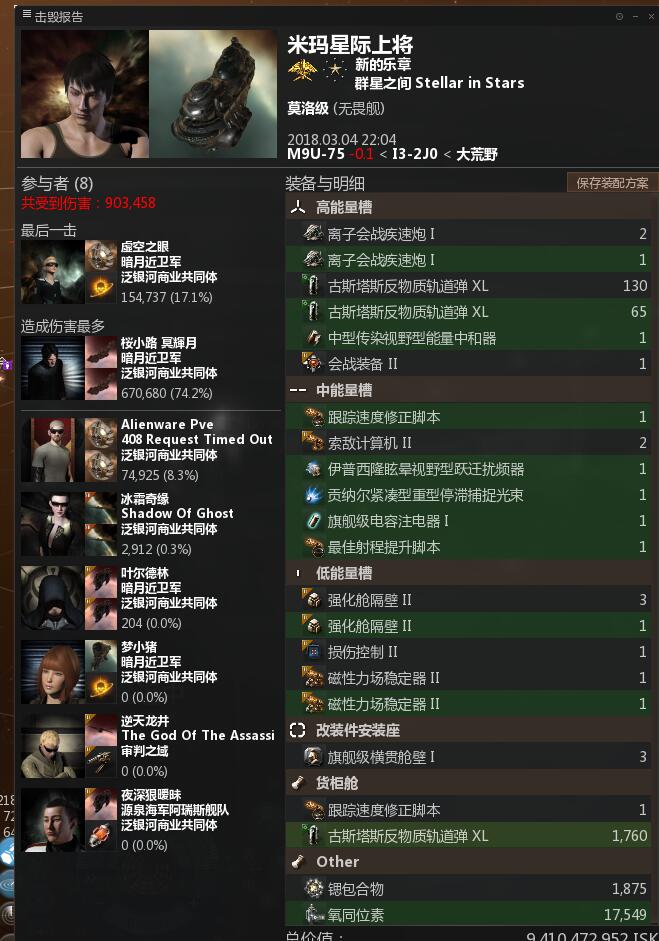 击毁报告
米玛星际上将
新的乐章
群星之间 Stellar in Stars
莫洛级 (无畏舰)
2018.03.04 22:04
M9U-75 -0.1 < I3-2J0 < 大荒野
参与者 (8)
共受到伤害：903,458
最后一击
虚空之眼
暗月近卫军
泛银河商业共同体
154,737 (17.1%)
造成伤害最多
桜小路 冥輝月
暗月近卫军
泛银河商业共同体
670,680 (74.2%)
Alienware Pve
408 Request Timed Out
泛银河商业共同体
74,925 (8.3%)
冰霜奇缘
Shadow Of Ghost
泛银河商业共同体
2,912 (0.3%)
叶尔德林
暗月近卫军
泛银河商业共同体
204 (0.0%)
梦小猪
暗月近卫军
泛银河商业共同体
0 (0.0%)
逆天龙井
The God Of The Assassi
审判之域
0 (0.0%)
夜深狠暧昧
源泉海军阿瑞斯舰队
泛银河商业共同体
0 (0.0%)
装备与明细
保存装配方案
高能量槽
离子会战疾速炮 I 2
离子会战疾速炮 I 1
古斯塔斯反物质轨道弹 XL 130
古斯塔斯反物质轨道弹 XL 65
中型传染视野型能量中和器 1
会战装备 II 1
中能量槽
跟踪速度修正脚本 1
索敌计算机 II 2
伊普西隆眩晕视野型跃迁扰频器 1
贡纳尔紧凑型重型停滞捕捉光束 1
旗舰级电容注电器 I 1
最佳射程提升脚本 1
低能量槽
强化舱隔壁 II 3
强化舱隔壁 II 1
损伤控制 II 1
磁性力场稳定器 II 1
磁性力场稳定器 II 1
改装件安装座
旗舰级横贯舱壁 I 3
货柜舱
跟踪速度修正脚本 1
古斯塔斯反物质轨道弹 XL 1,760
Other
锶包合物 1,875
氧同位素 17,549
总价值： 9,410,472,952 ISK
218
72
64